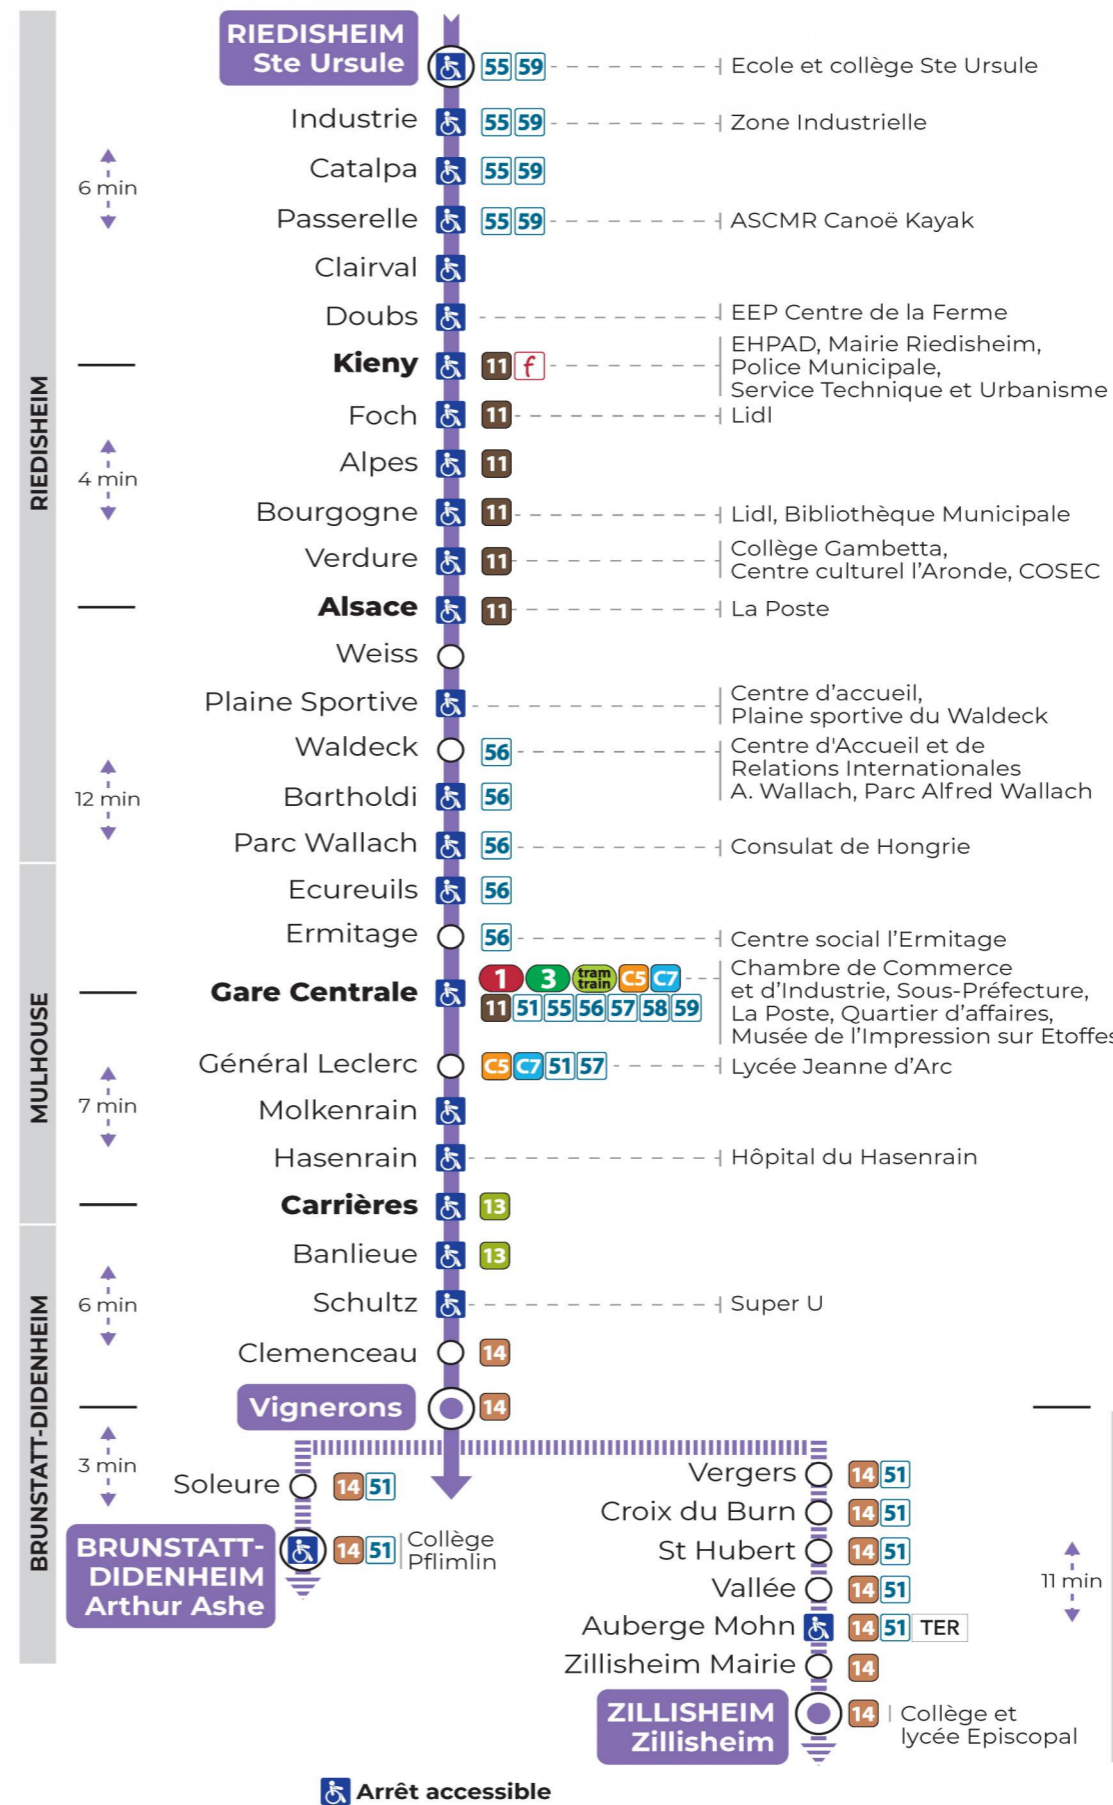 RIEDISHEIM
Ste Ursule
55 59
Ecole et collège Ste Ursule
Industrie
55 59
Zone Industrielle
Catalpa
55 59
6 min
Passerelle
55 59
ASCMR Canoë Kayak
Clairval
Doubs
EEP Centre de la Ferme
Kieny
11 f
EHPAD, Mairie Riedisheim,
Police Municipale,
Service Technique et Urbanisme
Foch
11
Lidl
RIEDISHEIM
Alpes
11
4 min
Bourgogne
11
Lidl, Bibliothèque Municipale
Verdure
11
Collège Gambetta,
Centre culturel l'Aronde, COSEC
Alsace
11
La Poste
Weiss
Plaine Sportive
Centre d'accueil,
Plaine sportive du Waldeck
Waldeck
56
Centre d'Accueil et de
Relations Internationales
A. Wallach, Parc Alfred Wallach
Bartholdi
56
12 min
Parc Wallach
56
Consulat de Hongrie
Ecureuils
56
Ermitage
56
Centre social l'Ermitage
Gare Centrale
1 3 tram train C5 C7
11 51 55 56 57 58 59
Chambre de Commerce
et d'Industrie, Sous-Préfecture,
La Poste, Quartier d'affaires,
Musée de l'Impression sur Etoffes
MULHOUSE
Général Leclerc
C5 C7 51 57
Lycée Jeanne d'Arc
7 min
Molkenrain
Hasenrain
Hôpital du Hasenrain
Carrières
13
Banlieue
13
6 min
Schultz
Super U
Clemenceau
14
Vignerons
14
BRUNSTATT-DIDENHEIM
3 min
Soleure
14 51
BRUNSTATT-
DIDENHEIM
Arthur Ashe
14 51
Collège
Pflimlin
Vergers
14 51
Croix du Burn
14 51
St Hubert
14 51
Vallée
14 51
11 min
Auberge Mohn
14 51 TER
Zillisheim Mairie
14
ZILLISHEIM
Zillisheim
14
Collège et
lycée Episcopal
Arrêt accessible